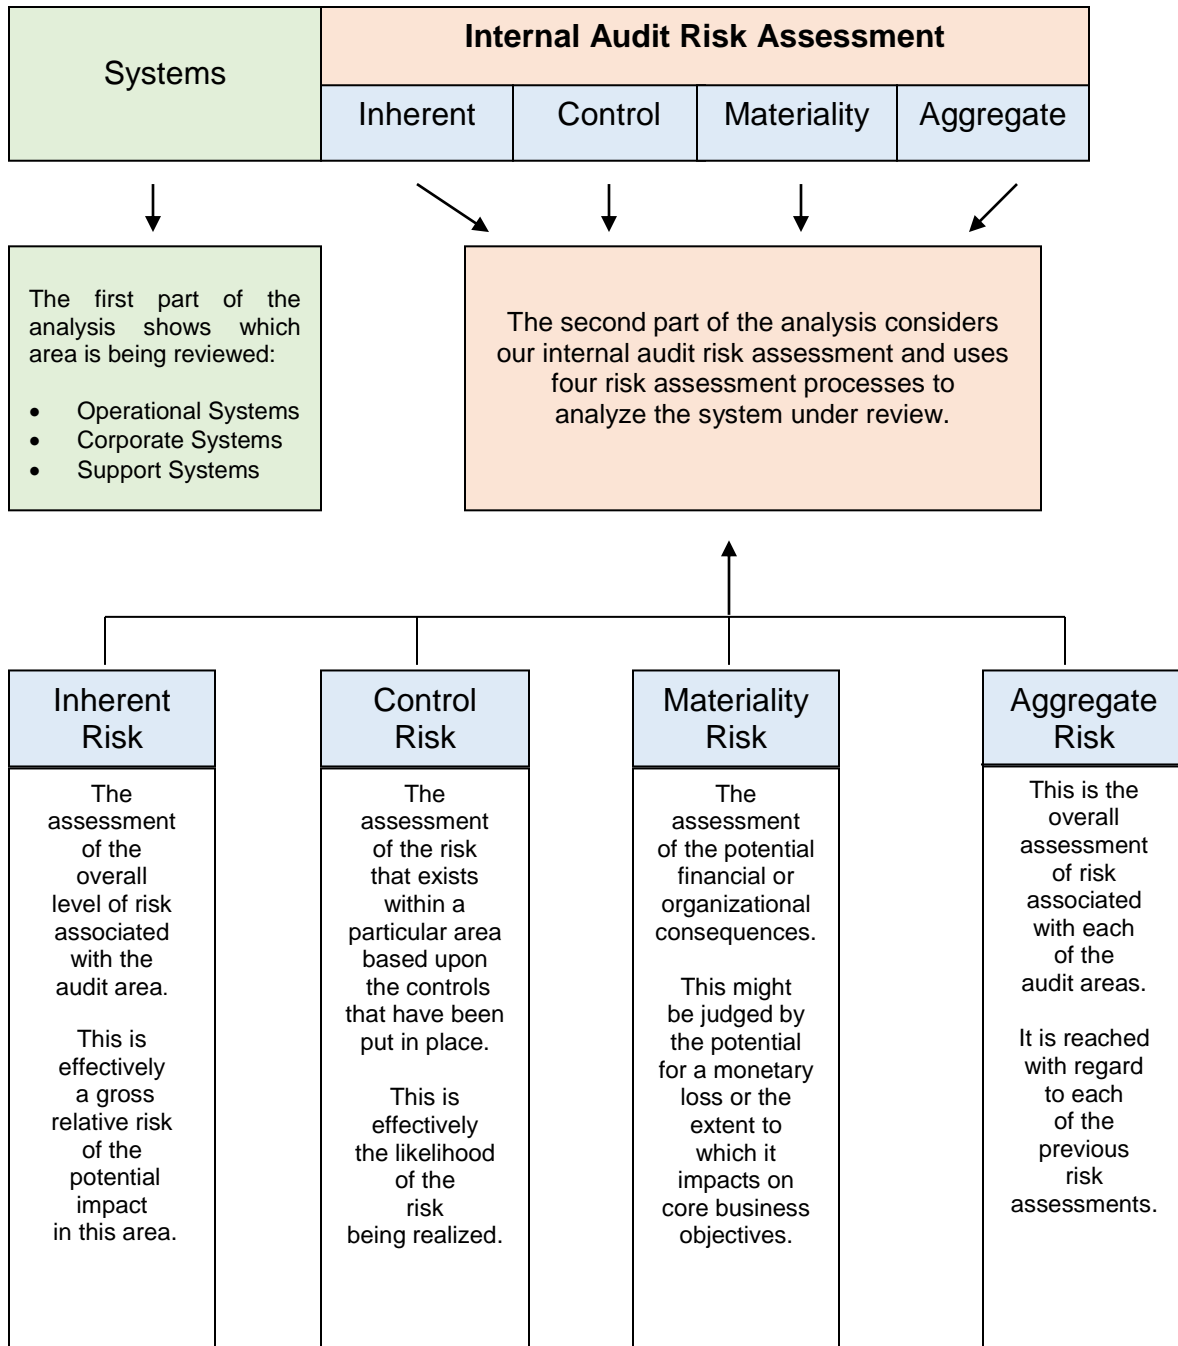 Systems
Internal Audit Risk Assessment
Inherent
Control
Materiality
Aggregate
The first part of the
analysis shows which
area is being reviewed:
• Operational Systems
• Corporate Systems
• Support Systems
The second part of the analysis considers
our internal audit risk assessment and uses
four risk assessment processes to
analyze the system under review.
Inherent
Risk
The
assessment
of the
overall
level of risk
associated
with the
audit area.
This is
effectively
a gross
relative risk
of the
potential
impact
in this area.
Control
Risk
The
assessment
of the risk
that exists
within a
particular area
based upon
the controls
that have been
put in place.
This is
effectively
the likelihood
of the
risk
being realized.
Materiality
Risk
The
assessment
of the potential
financial or
organizational
consequences.
This might
be judged by
the potential
for a monetary
loss or the
extent to
which it
impacts on
core business
objectives.
Aggregate
Risk
This is the
overall
assessment
of risk
associated
with each
of the
audit areas.
It is reached
with regard
to each
of the
previous
risk
assessments.